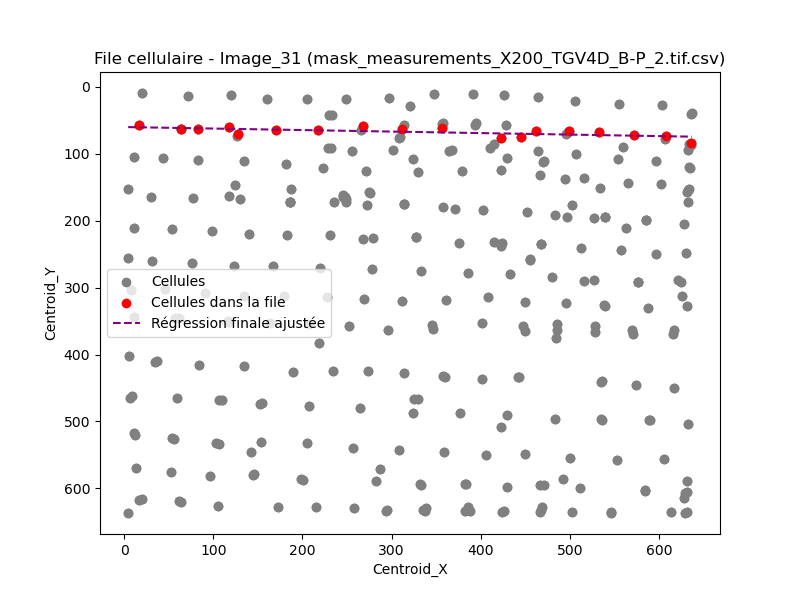 File cellulaire - Image_31 (mask_measurements_X200_TGV4D_B-P_2.tif.csv)
0
100
200
300
400
500
600
Centroid_Y
Cellules
Cellules dans la file
Régression finale ajustée
0 100 200 300 400 500 600
Centroid_X